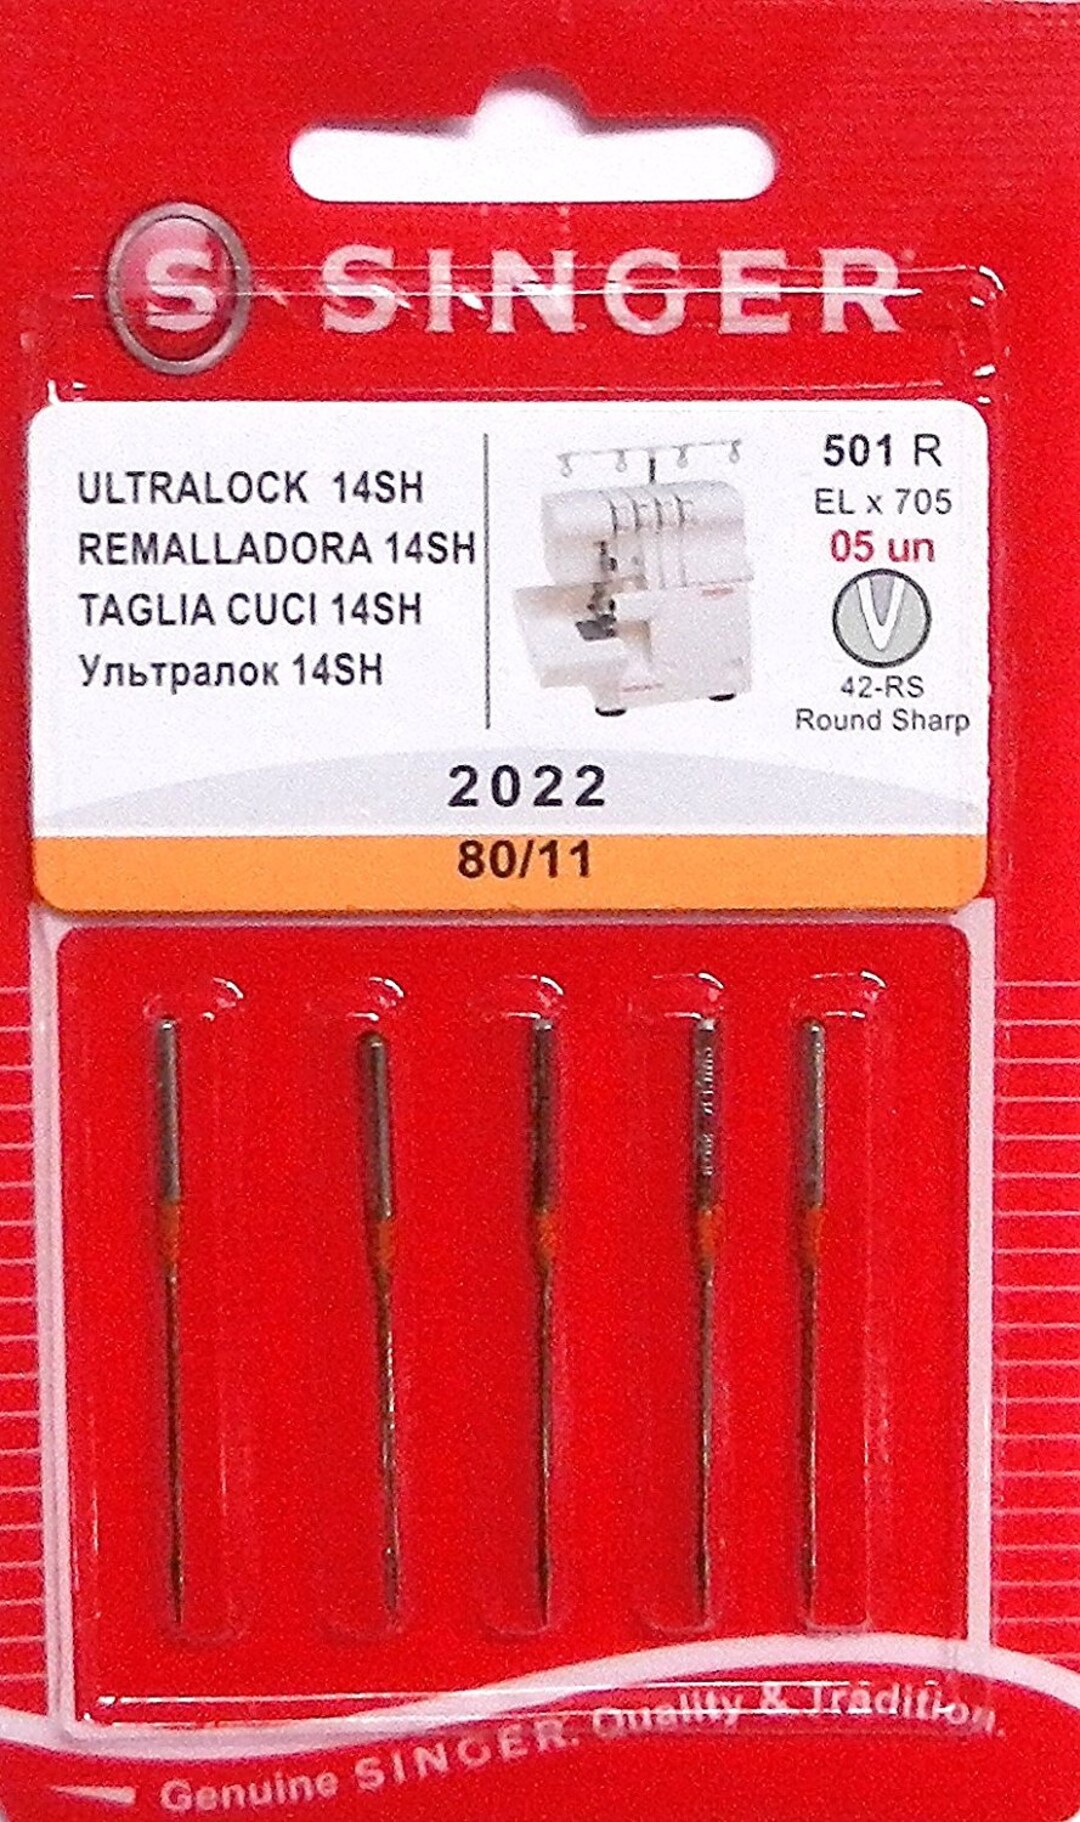 S SINGER
ULTRALOCK 14SH
REMALLADORA 14SH
TAGLIA CUCI 14SH
Ультралок 14SH
501 R
EL x 705
05 un
V
42-RS
Round Sharp
2022
80/11
Genuine SINGER. Quality & Tradition.